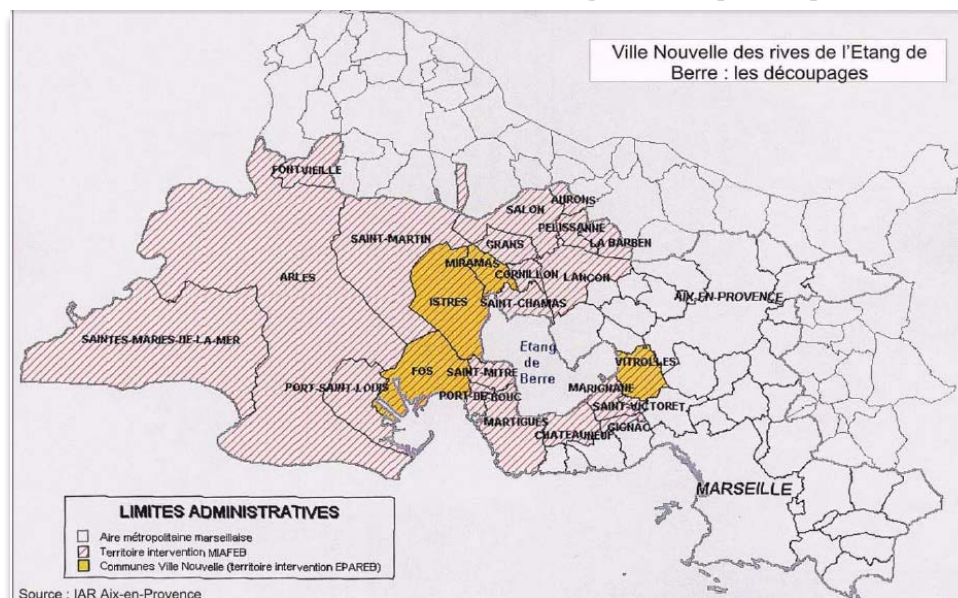 Ville Nouvelle des rives de l'Etang de
Berre : les découpages
FONT-VIEILLE
AURONS
SALON
PELISSANNE
SAINT-MARTIN
GRANS
LA BARBEN
MIRAMAS
CORNILLON
LANCON
ARLES
ISTRES
SAINT-CHAMAS
AIX-EN-PROVENCE
SAINTES-MARIES-DE-LA-MER
Etang
de
Berre
VITROLLES
FOS
SAINT-MITRE
PORT-SAINT-LOUIS
MARIGNANE
PORT-DE-BOUC
SAINT-VICTORET
MARTIGUES
GIGNAC
CHATEAUNEUF
MARSEILLE
LIMITES ADMINISTRATIVES
Aire métropolitaine marseillaise
Territoire intervention MIAFEB
Communes Ville Nouvelle (territoire intervention EPAREB)
Source : IAR Aix-en-Provence